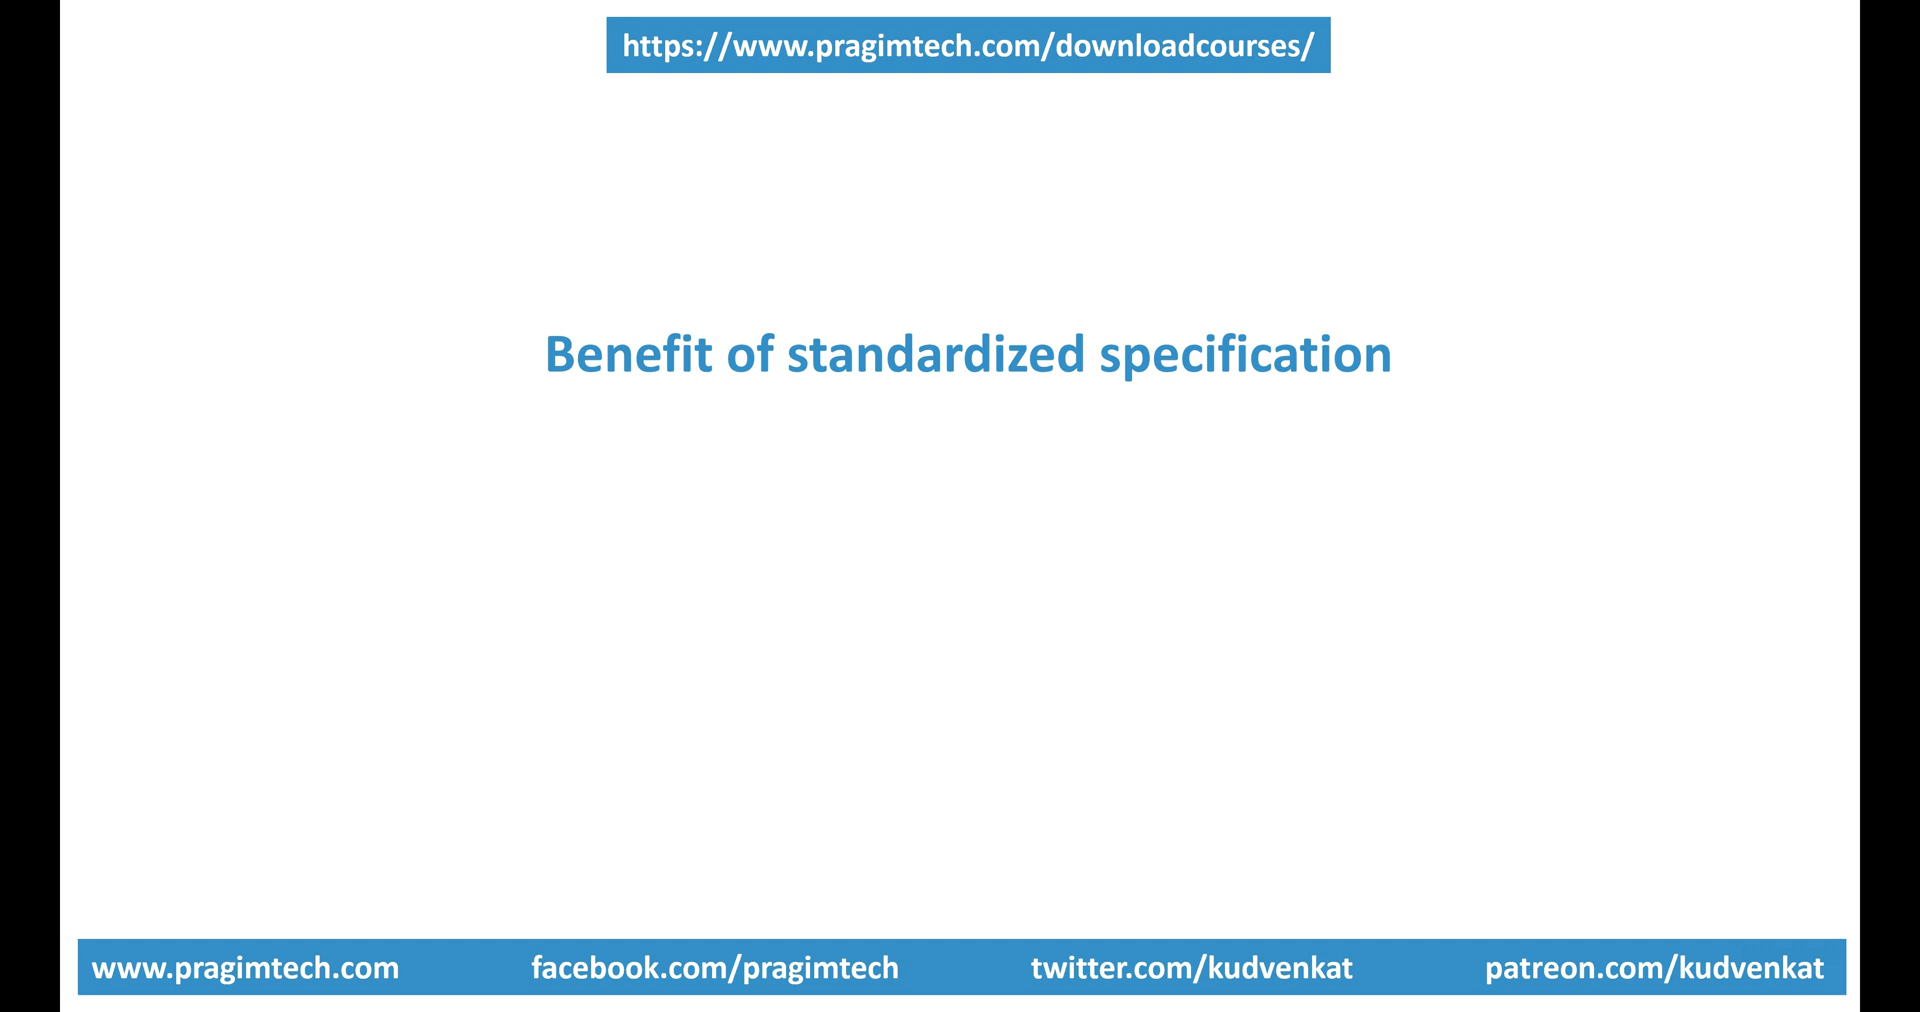 https://www.pragimtech.com/downloadcourses/
Benefit of standardized specification
www.pragimtech.com facebook.com/pragimtech twitter.com/kudvenkat patreon.com/kudvenkat